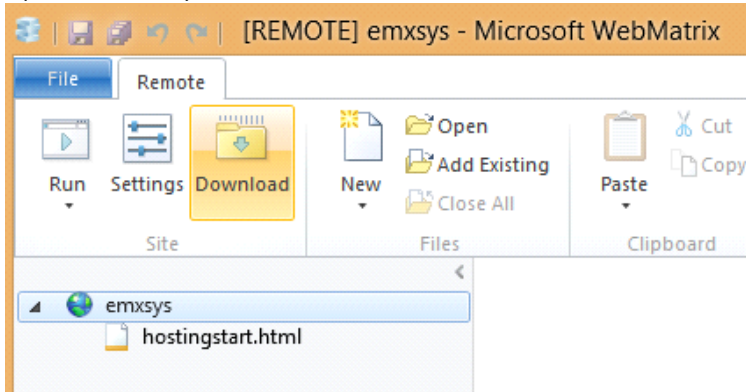 [REMOTE] emxsys - Microsoft WebMatrix
File Remote
Run Settings Download New Open Add Existing Close All Paste Cut Copy
Site Files Clipboard
emxsys
hostingstart.html